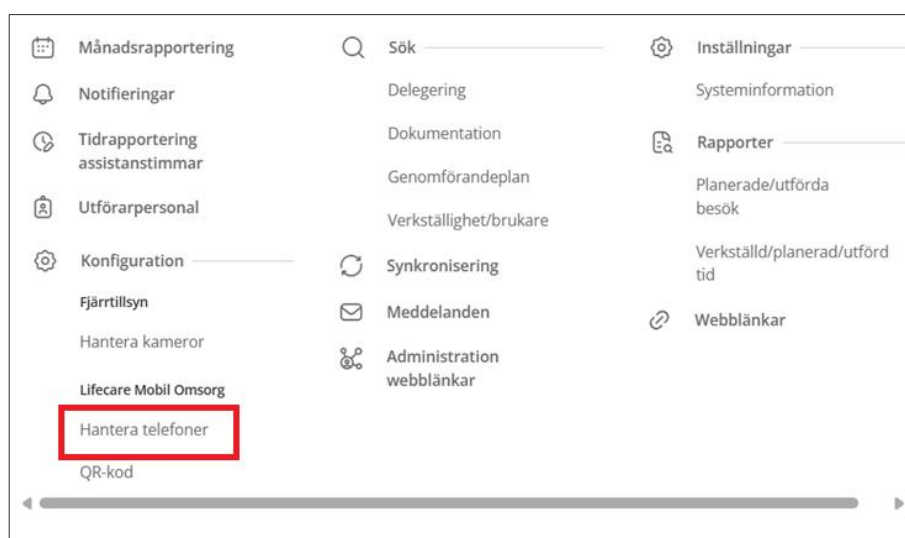 Månadsrapportering
Notifieringar
Tidrapportering
assistanstimmar
Utförarpersonal
Konfiguration
Fjärrtillsyn
Hantera kameror
Lifecare Mobil Omsorg
Hantera telefoner
QR-kod
Sök
Delegering
Dokumentation
Genomförandeplan
Verkställighet/brukare
Synkronisering
Meddelanden
Administration
webblänkar
Inställningar
Systeminformation
Rapporter
Planerade/utförda
besök
Verkställd/planerad/utförd
tid
Webblänkar